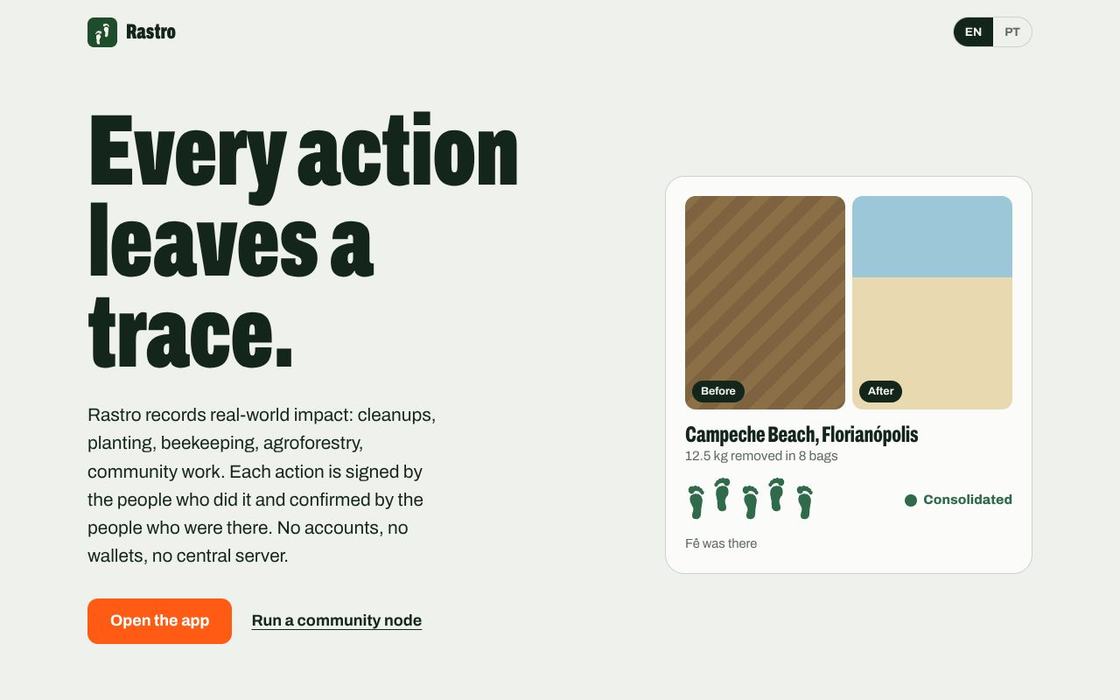 Rastro
EN PT
Every action
leaves a
trace.
Rastro records real-world impact: cleanups,
planting, beekeeping, agroforestry,
community work. Each action is signed by
the people who did it and confirmed by the
people who were there. No accounts, no
wallets, no central server.
Open the app
Run a community node
Before
After
Campeche Beach, Florianópolis
12.5 kg removed in 8 bags
Consolidated
Fê was there